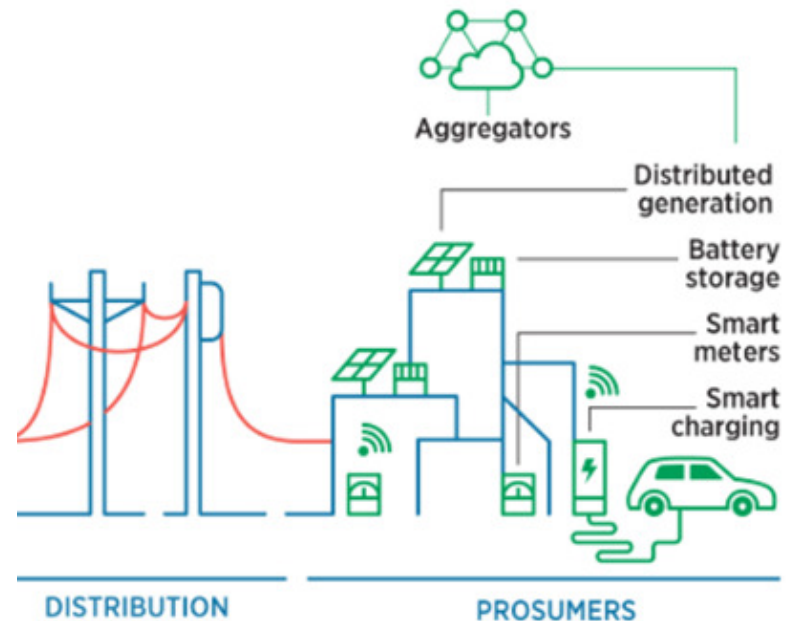 Aggregators
Distributed
generation
Battery
storage
Smart
meters
Smart
charging
DISTRIBUTION
PROSUMERS